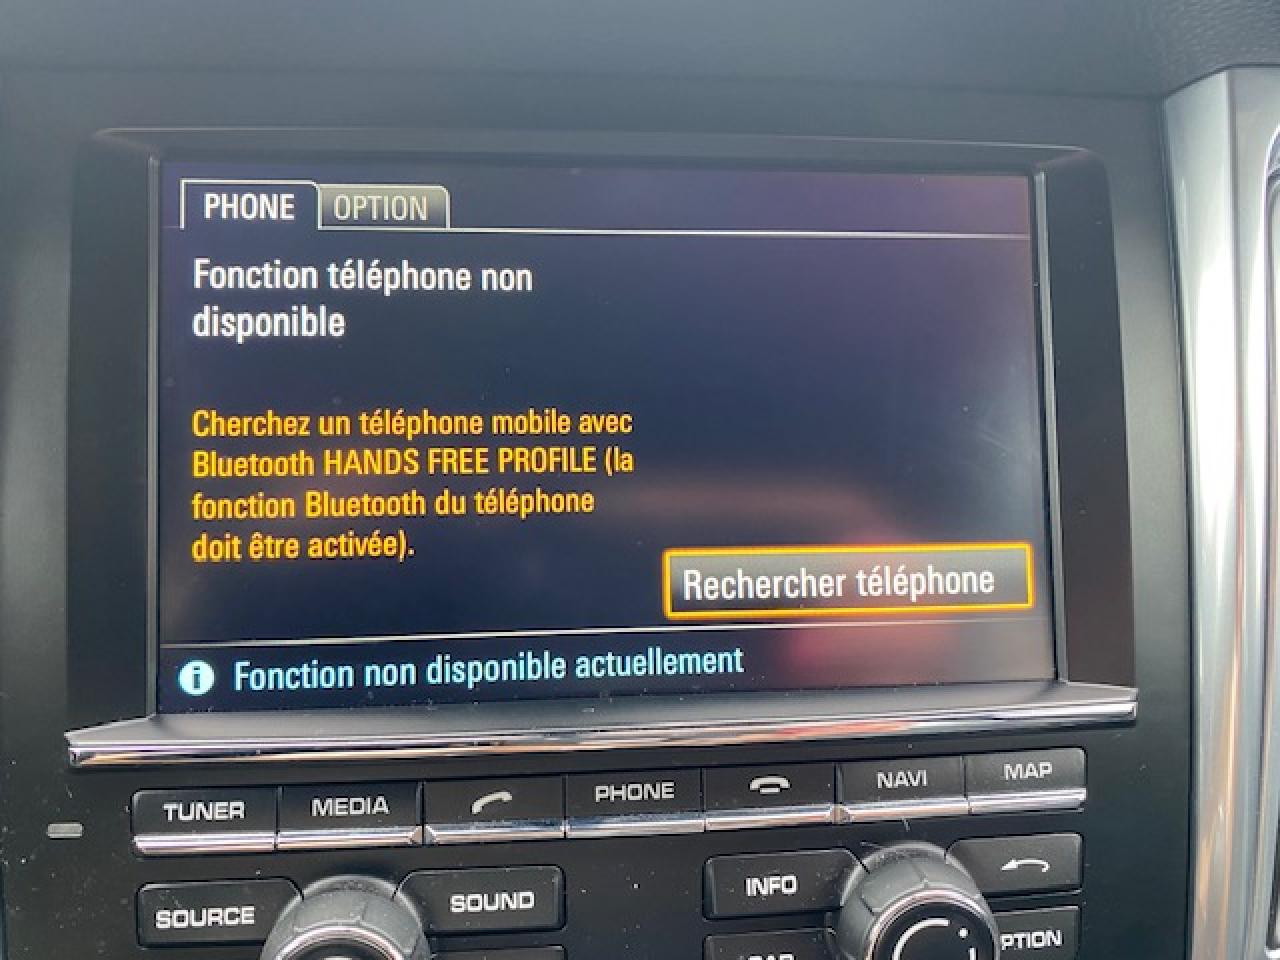 PHONE OPTION
Fonction téléphone non
disponible
Cherchez un téléphone mobile avec
Bluetooth HANDS FREE PROFILE (la
fonction Bluetooth du téléphone
doit être activée).
Rechercher téléphone
i Fonction non disponible actuellement
TUNER MEDIA PHONE NAVI MAP
SOURCE SOUND INFO